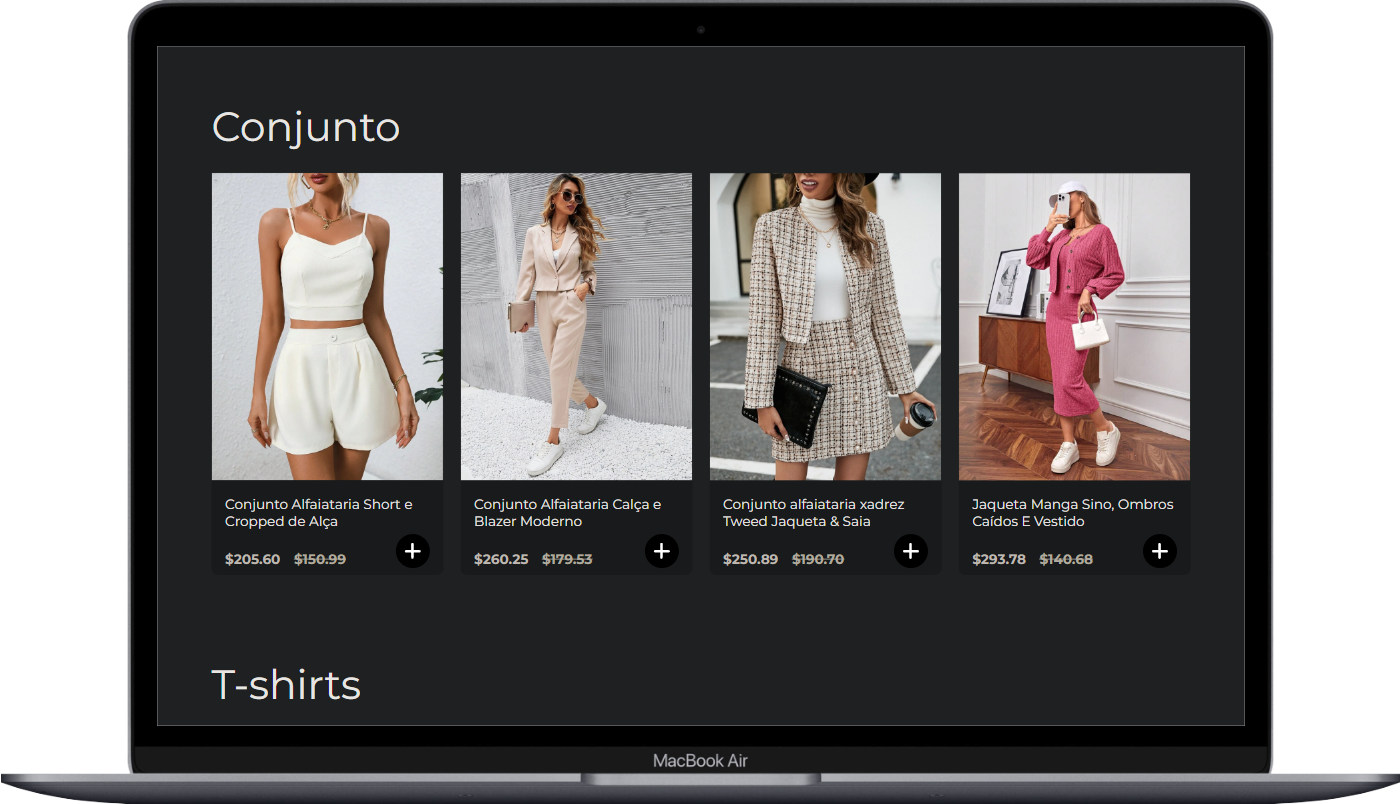 Conjunto
Conjunto Alfaiataria Short e
Cropped de Alça
$205.60 $150.99
Conjunto Alfaiataria Calça e
Blazer Moderno
$260.25 $179.53
Conjunto alfaiataria xadrez
Tweed Jaqueta & Saia
$250.89 $190.70
Jaqueta Manga Sino, Ombros
Caídos E Vestido
$293.78 $140.68
T-shirts
MacBook Air